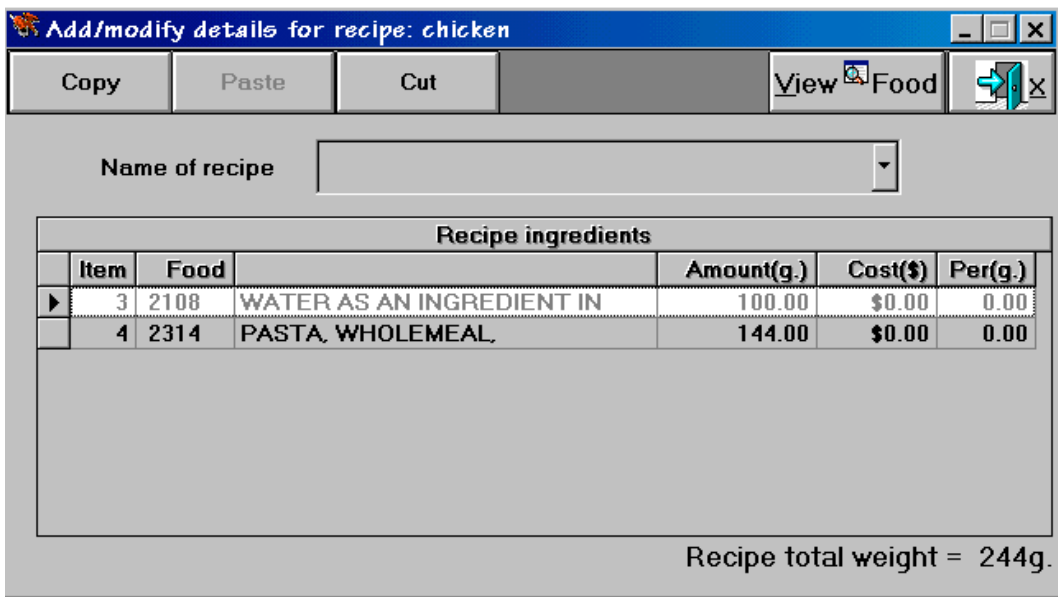 Add/modify details for recipe: chicken
Copy Paste Cut View Food x
Name of recipe
Recipe ingredients
Item Food Amount(g.) Cost($) Per(g.)
3 2108 WATER AS AN INGREDIENT IN 100.00 $0.00 0.00
4 2314 PASTA, WHOLEMEAL, 144.00 $0.00 0.00
Recipe total weight = 244g.